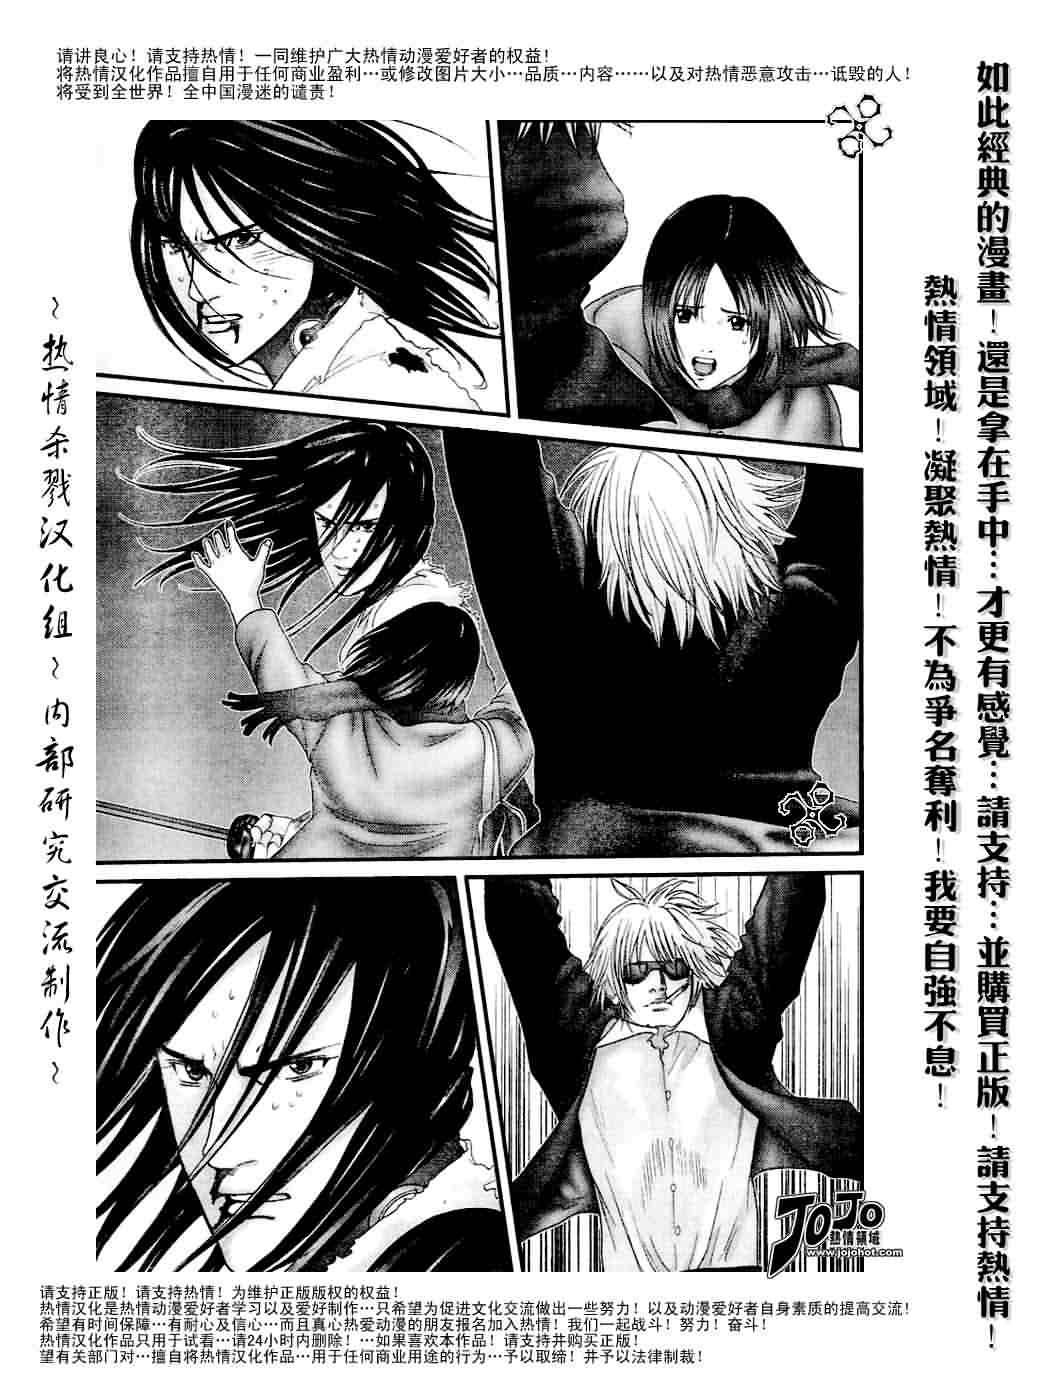 请讲良心！请支持热情！一同维护广大热情动漫爱好者的权益！
将热情汉化作品擅自用于任何商业盈利…或修改图片大小…品质…内容……以及对热情恶意攻击…诋毁的人！
将受到全世界！全中国漫迷的谴责！
如此經典的漫畫！還是拿在手中…才更有感覺…請支持…並購買正版！請支持熱情！
熱情領域！凝聚熱情！不為爭名奪利！我要自強不息！
～热情杀戮汉化组～内部研究交流制作～
JOJO
熱情領域
www.jojohot.com
请支持正版！请支持热情！为维护正版版权的权益！
热情汉化是热情动漫爱好者学习以及爱好制作…只希望为促进文化交流做出一些努力！以及动漫爱好者自身素质的提高交流！
希望有时间保障…有耐心及信心…而且真心热爱动漫的朋友报名加入热情！我们一起战斗！努力！奋斗！
热情汉化作品只用于试看…请24小时内删除！…如果喜欢本作品！请支持并购买正版！
望有关部门对…擅自将热情汉化作品…用于任何商业用途的行为…予以取缔！并予以法律制裁！